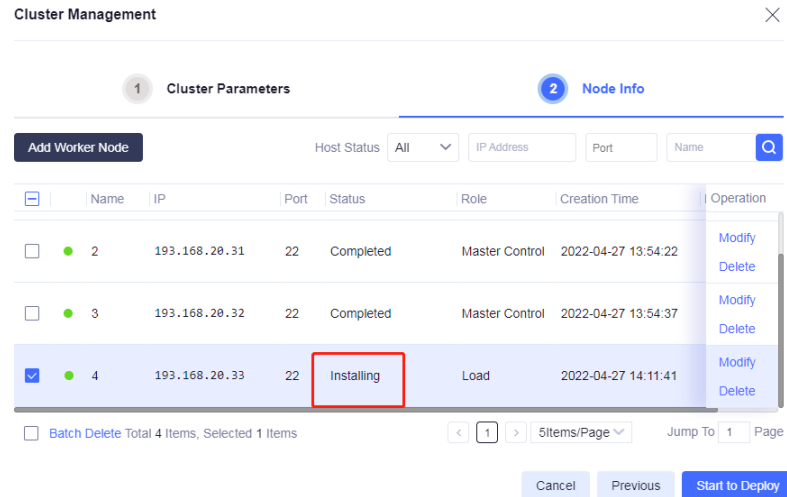 Cluster Management
1 Cluster Parameters 2 Node Info
Add Worker Node Host Status All IP Address Port Name
Name IP Port Status Role Creation Time Operation
2 193.168.20.31 22 Completed Master Control 2022-04-27 13:54:22 Modify
Delete
3 193.168.20.32 22 Completed Master Control 2022-04-27 13:54:37 Modify
Delete
4 193.168.20.33 22 Installing Load 2022-04-27 14:11:41 Modify
Delete
Batch Delete Total 4 Items, Selected 1 Items < 1 > 5Items/Page Jump To 1 Page
Cancel Previous Start to Deploy